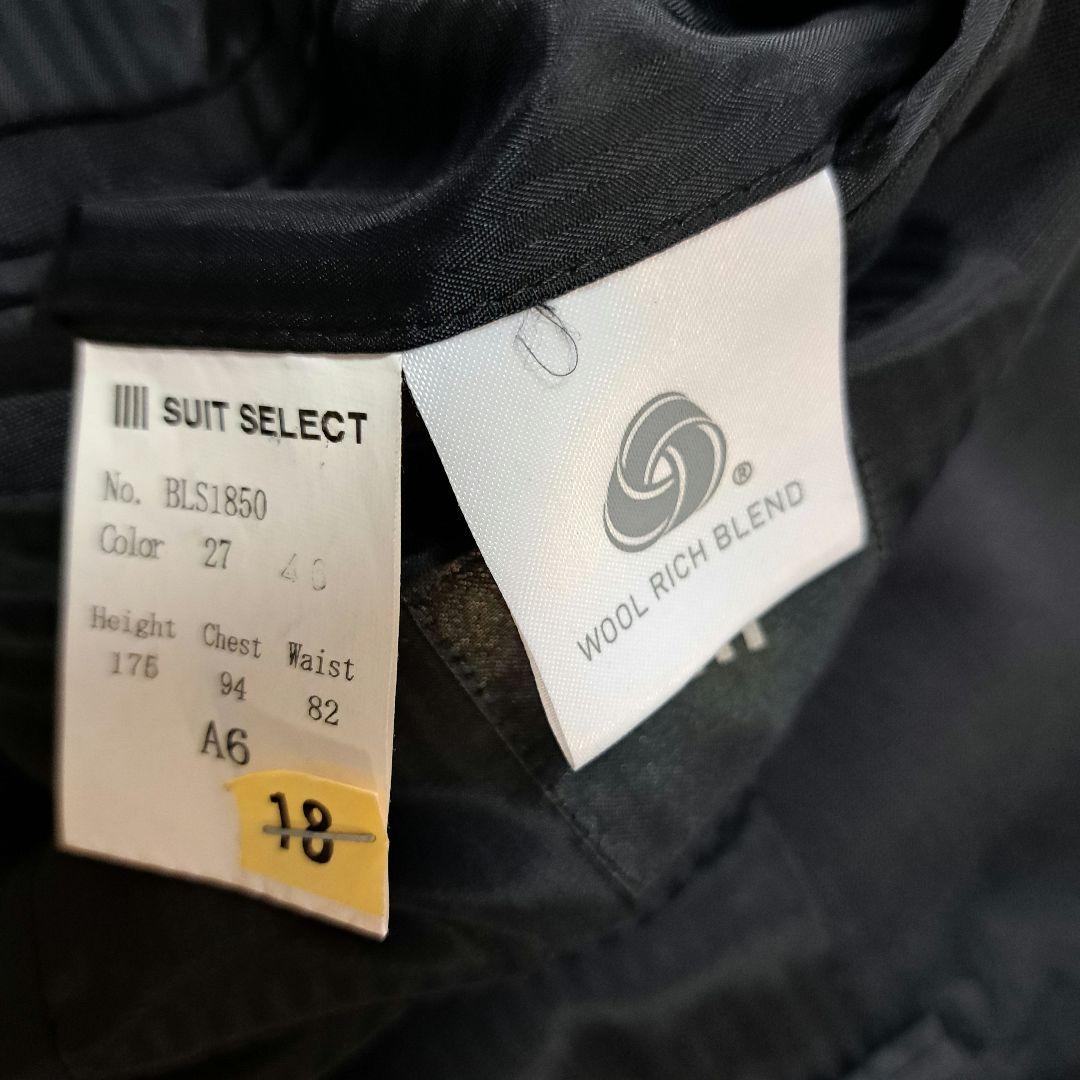 SUIT SELECT
No. BLS1850
Color 27
Height Chest Waist
175 94 82
A6
18
®
WOOL RICH BLEND